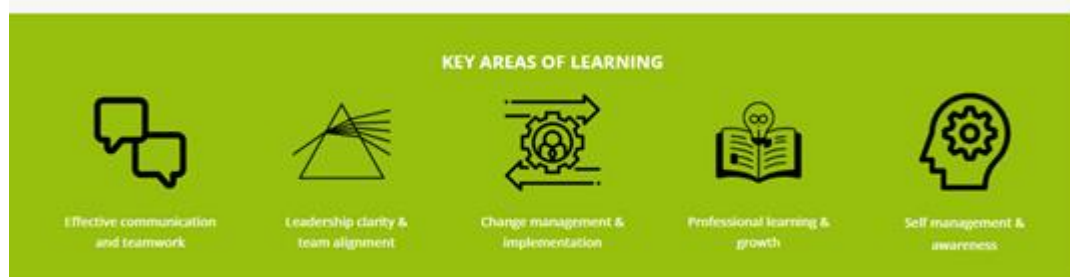 KEY AREAS OF LEARNING
Effective communication
and teamwork
Leadership clarity &
team alignment
Change management &
implementation
Professional learning &
growth
Self management &
awareness